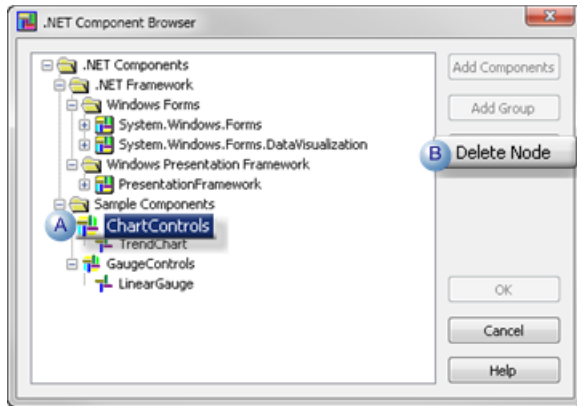 .NET Component Browser
.NET Components
.NET Framework
Windows Forms
System.Windows.Forms
System.Windows.Forms.DataVisualization
Windows Presentation Framework
PresentationFramework
Sample Components
A ChartControls
TrendChart
GaugeControls
LinearGauge
Add Components
Add Group
B Delete Node
OK
Cancel
Help